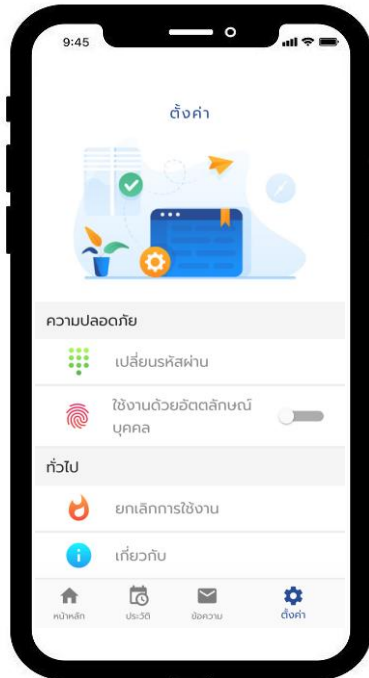 9:45
ตั้งค่า
ความปลอดภัย
เปลี่ยนรหัสผ่าน
ใช้งานด้วยอัตตลักษณ์
บุคคล
ทั่วไป
ยกเลิกการใช้งาน
เกี่ยวกับ
หน้าหลัก ประวัติ ข้อความ ตั้งค่า